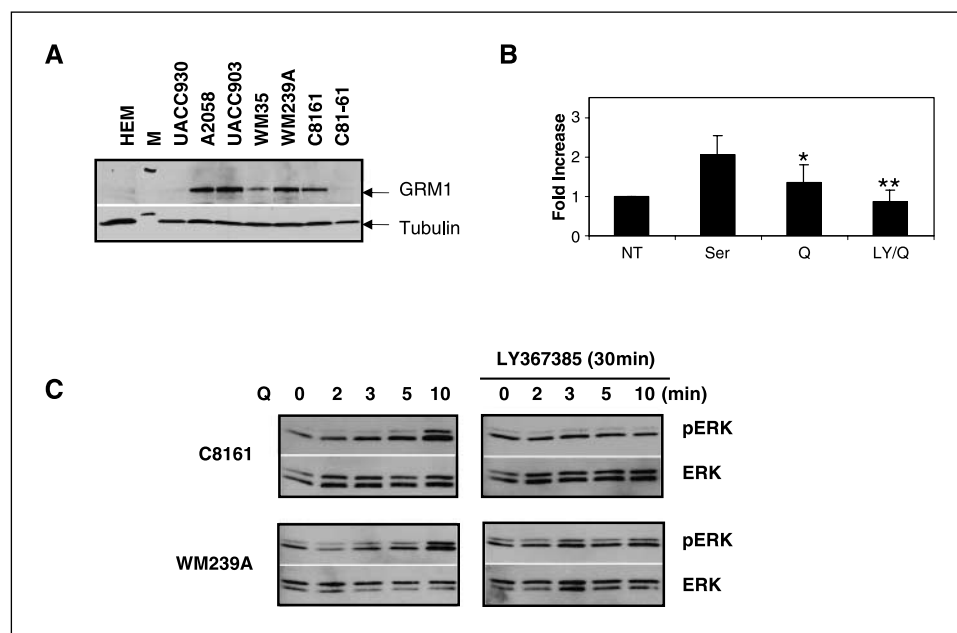 A
HEM
M
UACC930
A2058
UACC903
WM35
WM239A
C8161
C81-61
GRM1
Tubulin
B
Fold Increase
3
2
1
0
*
**
NT Ser Q LY/Q
C
LY367385 (30min)
Q 0 2 3 5 10 0 2 3 5 10 (min)
C8161
pERK
ERK
WM239A
pERK
ERK